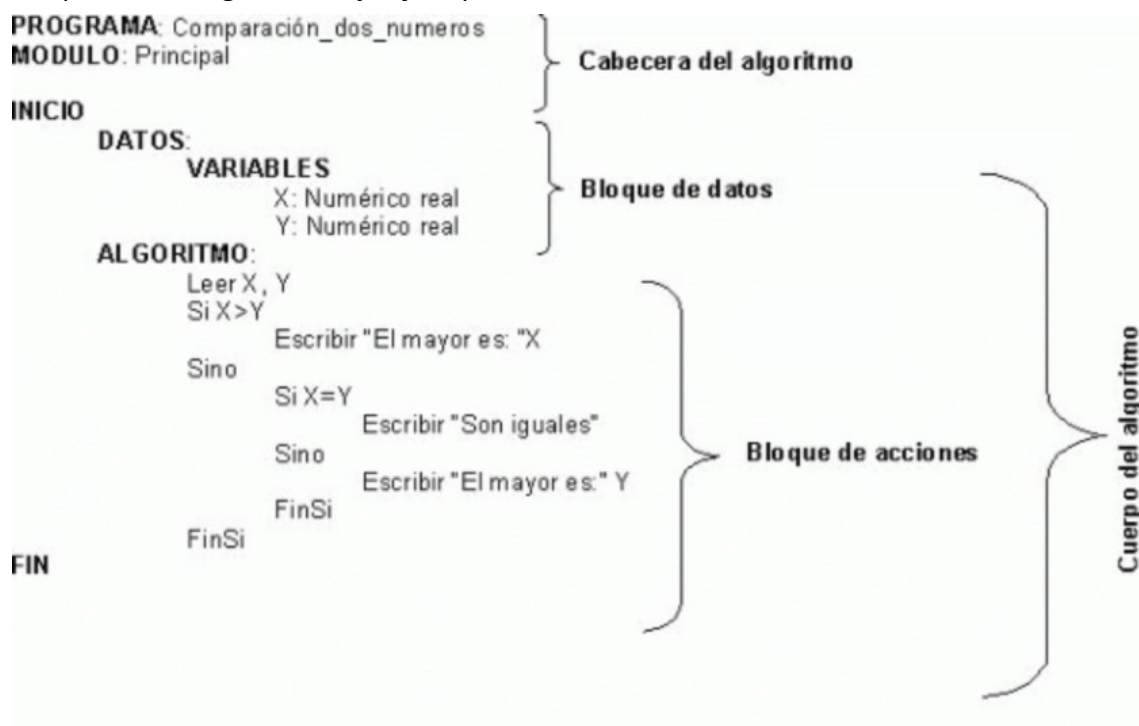 PROGRAMA: Comparación_dos_numeros
MODULO: Principal
Cabecera del algoritmo
INICIO
DATOS:
VARIABLES
X: Numérico real
Y: Numérico real
Bloque de datos
ALGORITMO:
Leer X, Y
Si X>Y
Escribir "El mayor es: "X
Sino
Si X=Y
Escribir "Son iguales"
Sino
Escribir "El mayor es:" Y
FinSi
FinSi
Bloque de acciones
FIN
Cuerpo del algoritmo